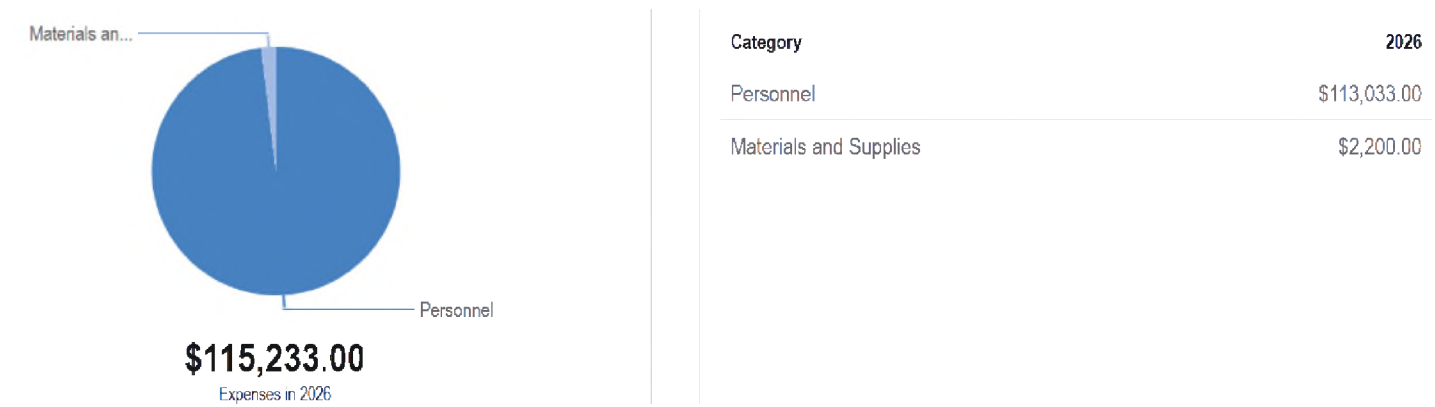 Materials an...
Personnel
$115,233.00
Expenses in 2026
Category 2026
Personnel $113,033.00
Materials and Supplies $2,200.00